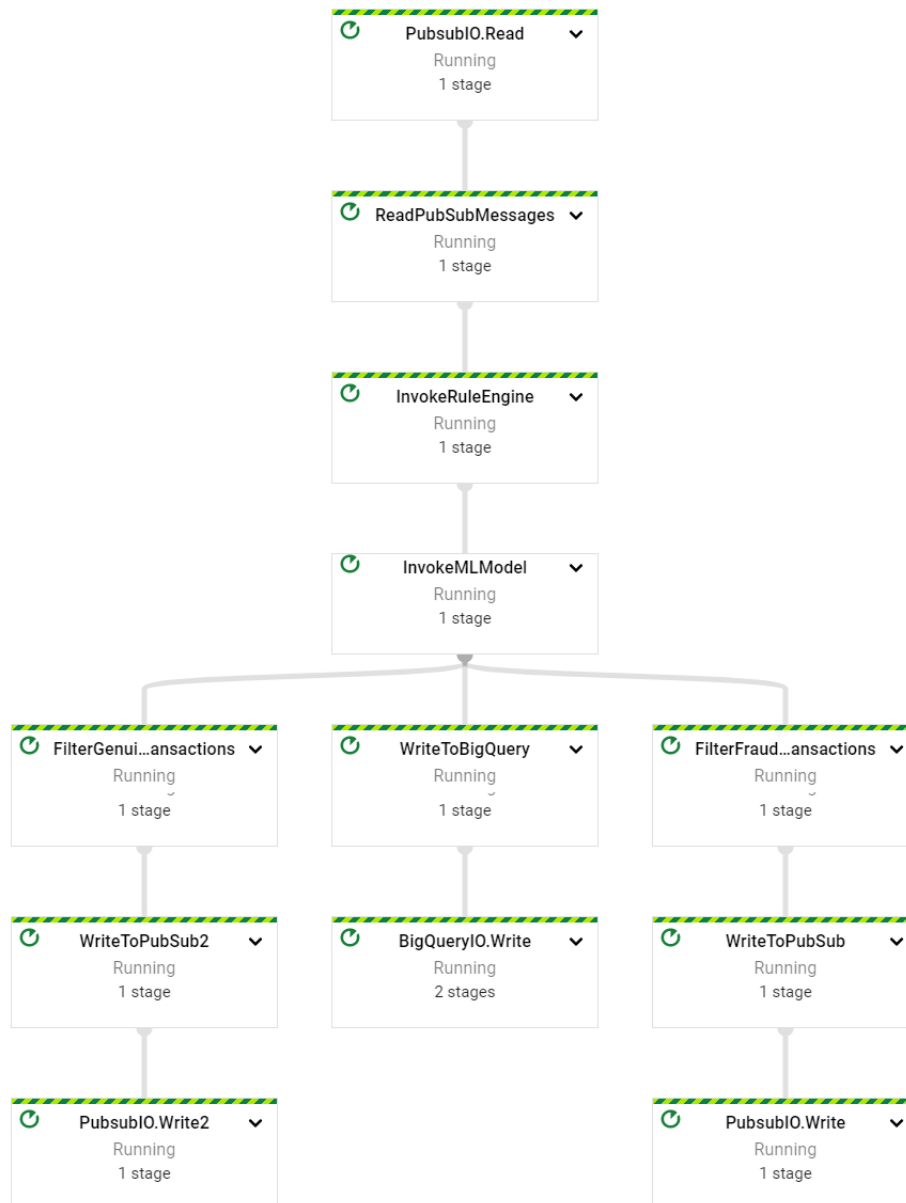 PubsubIO.Read
Running
1 stage
ReadPubSubMessages
Running
1 stage
InvokeRuleEngine
Running
1 stage
InvokeMLModel
Running
1 stage
FilterGenui...ansactions
Running
1 stage
WriteToBigQuery
Running
1 stage
FilterFraud...ansactions
Running
1 stage
WriteToPubSub2
Running
1 stage
BigQueryIO.Write
Running
2 stages
WriteToPubSub
Running
1 stage
PubsubIO.Write2
Running
1 stage
PubsubIO.Write
Running
1 stage